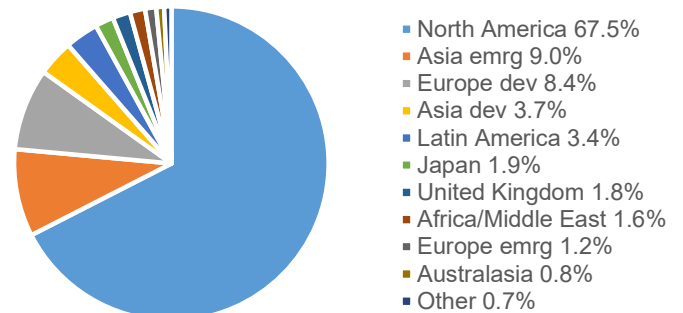 North America 67.5%
Asia emrg 9.0%
Europe dev 8.4%
Asia dev 3.7%
Latin America 3.4%
Japan 1.9%
United Kingdom 1.8%
Africa/Middle East 1.6%
Europe emrg 1.2%
Australasia 0.8%
Other 0.7%